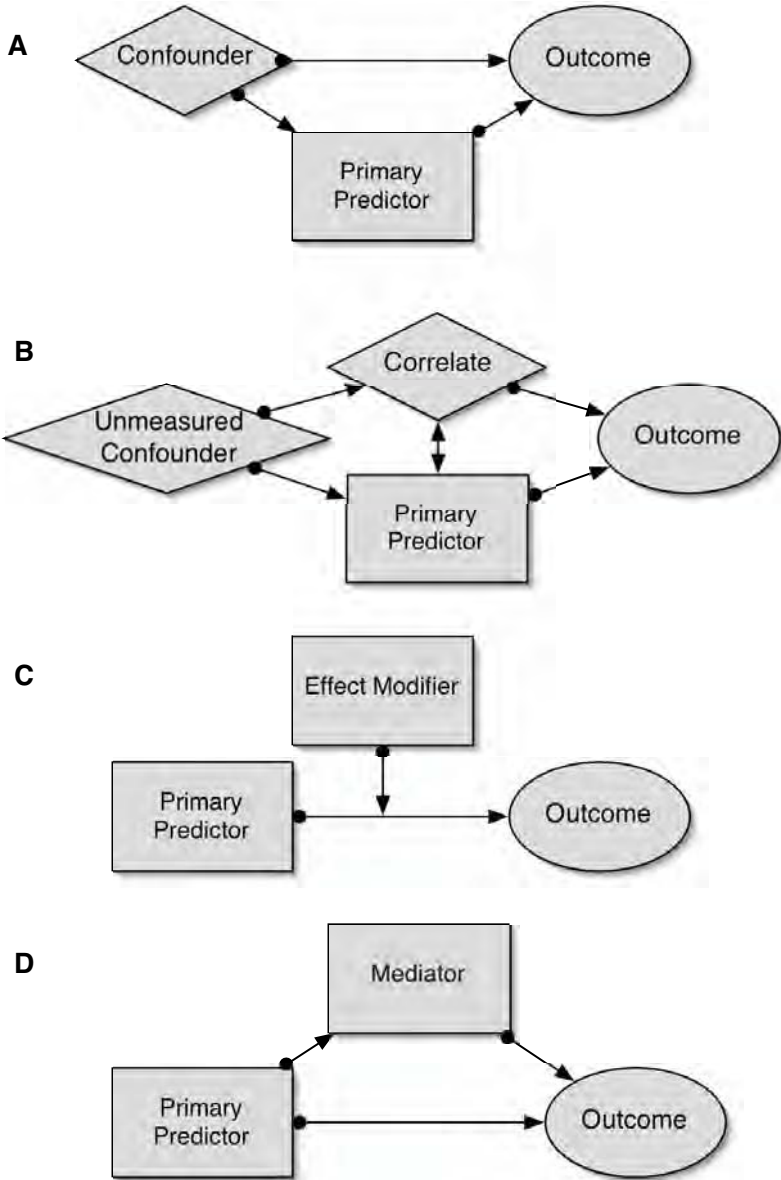 A
Confounder
Outcome
Primary
Predictor
B
Correlate
Unmeasured
Confounder
Outcome
Primary
Predictor
C
Effect Modifier
Primary
Predictor
Outcome
D
Mediator
Primary
Predictor
Outcome